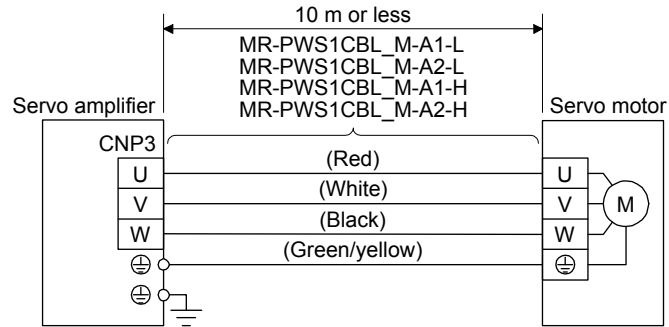 10 m or less
MR-PWS1CBL_M-A1-L
MR-PWS1CBL_M-A2-L
MR-PWS1CBL_M-A1-H
MR-PWS1CBL_M-A2-H
Servo amplifier
Servo motor
CNP3
U
(Red)
U
V
(White)
V
M
W
(Black)
W
(Green/yellow)